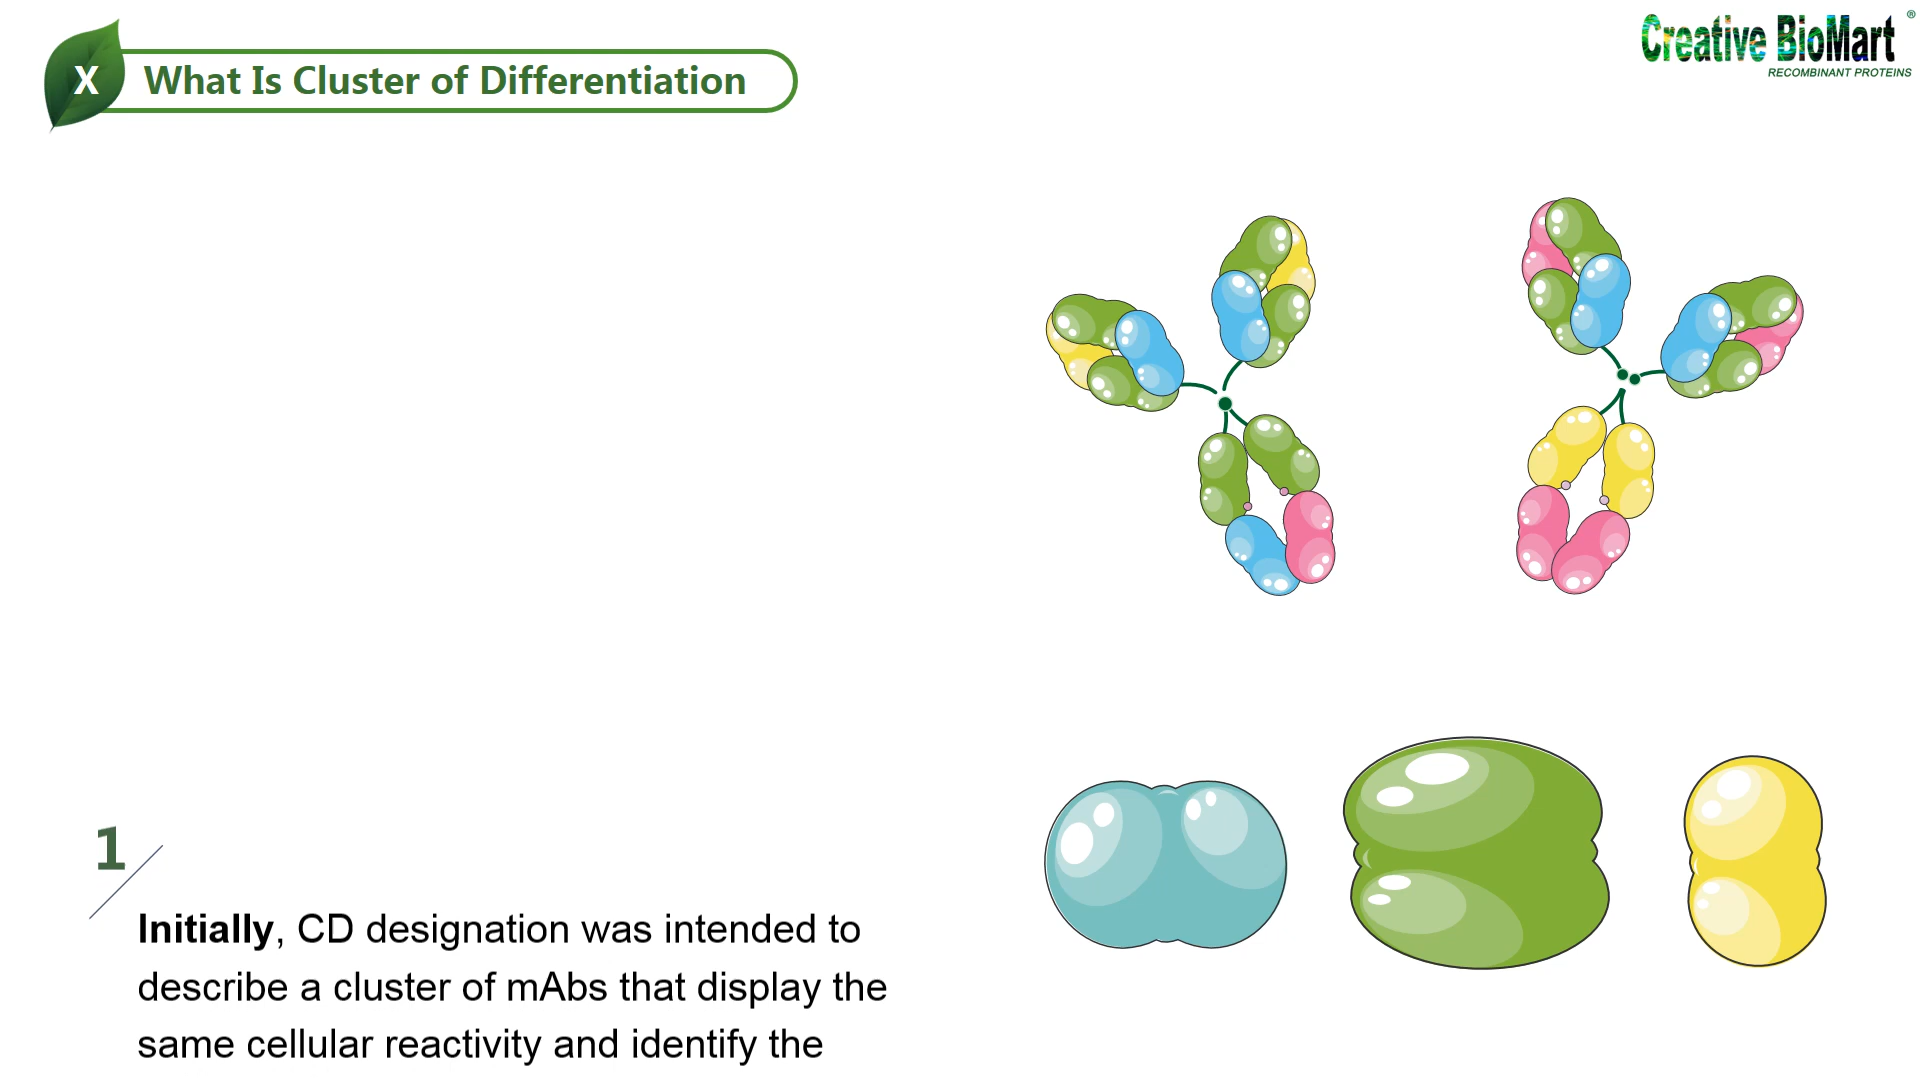 X
What Is Cluster of Differentiation
Creative BioMart ®
RECOMBINANT PROTEINS
1
Initially, CD designation was intended to
describe a cluster of mAbs that display the
same cellular reactivity and identify the